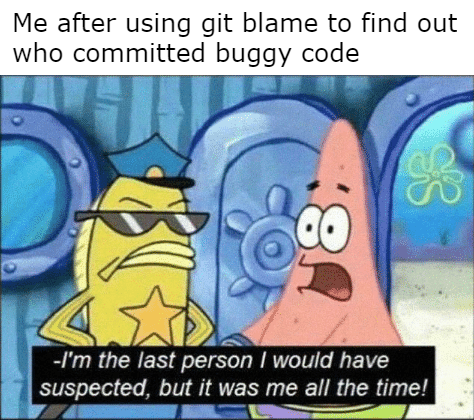 Me after using git blame to find out
who committed buggy code
-I'm the last person I would have
suspected, but it was me all the time!